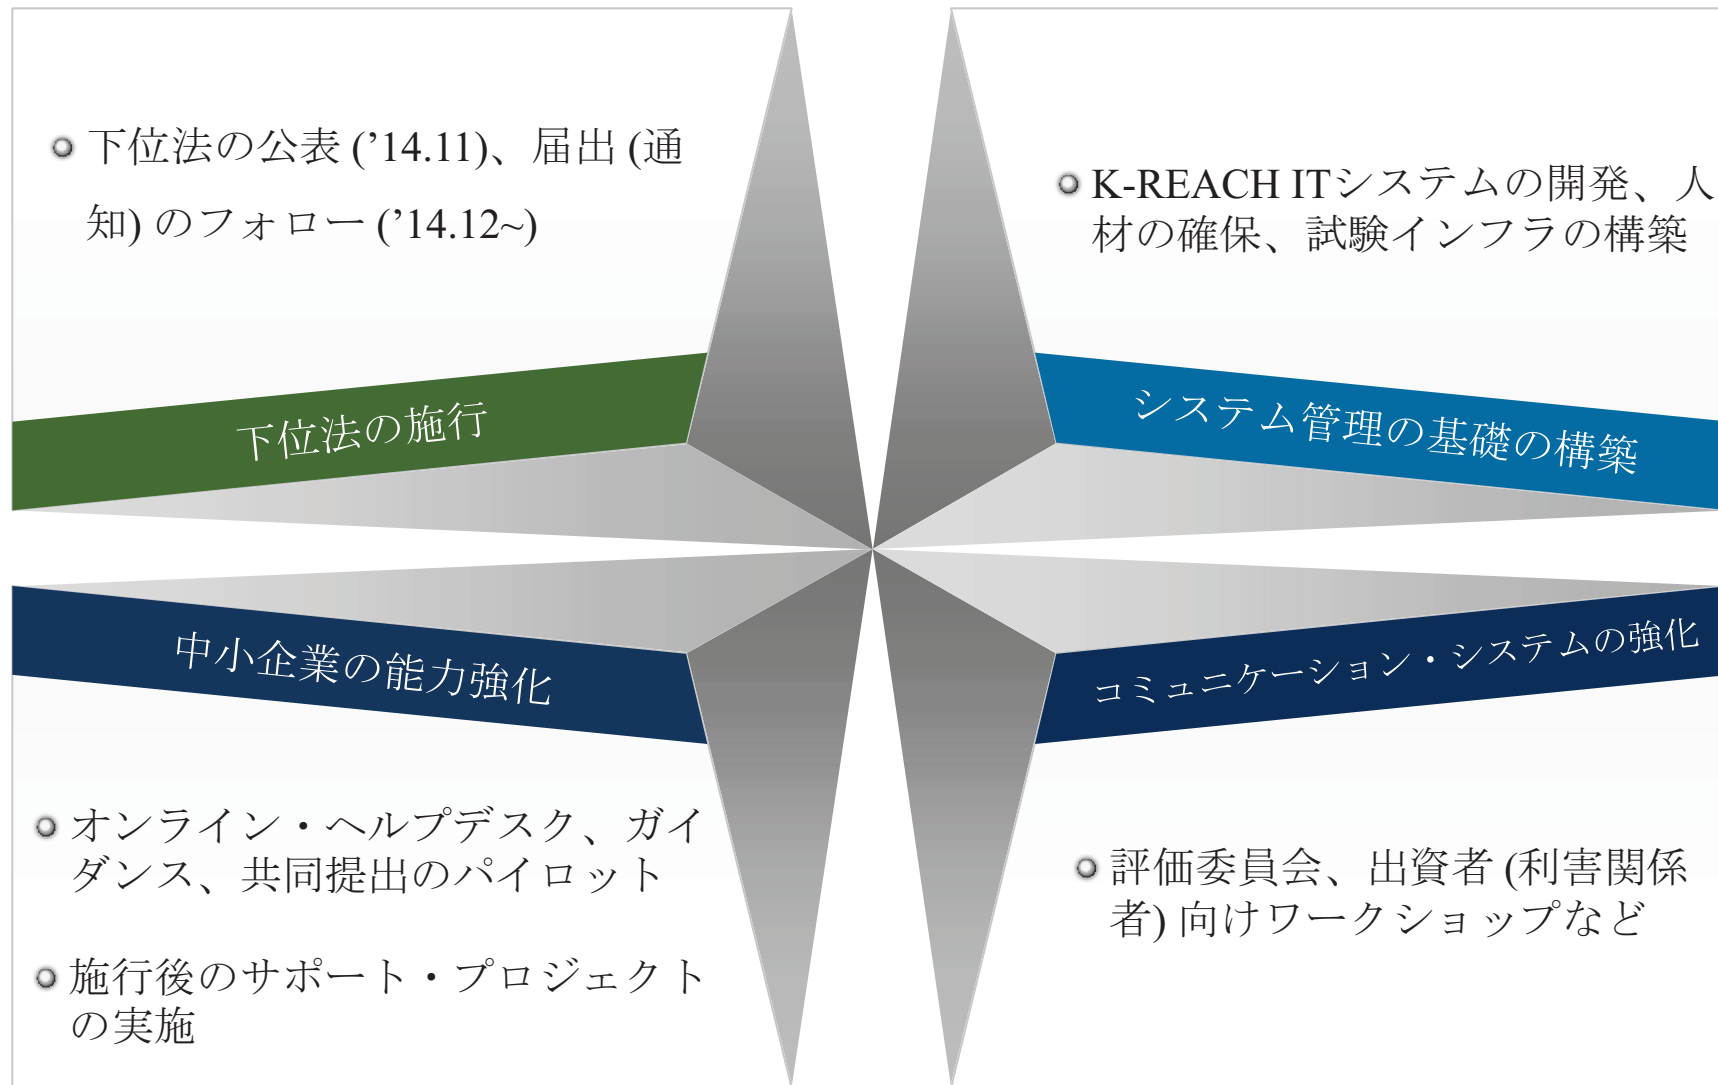 下位法の公表 (’14.11)、届出 (通
知) のフォロー (’14.12~)
下位法の施行
K-REACH ITシステムの開発、人
材の確保、試験インフラの構築
システム管理の基礎の構築
中小企業の能力強化
オンライン・ヘルプデスク、ガイ
ダンス、共同提出のパイロット
施行後のサポート・プロジェクト
の実施
コミュニケーション・システムの強化
評価委員会、出資者 (利害関係
者) 向けワークショップなど